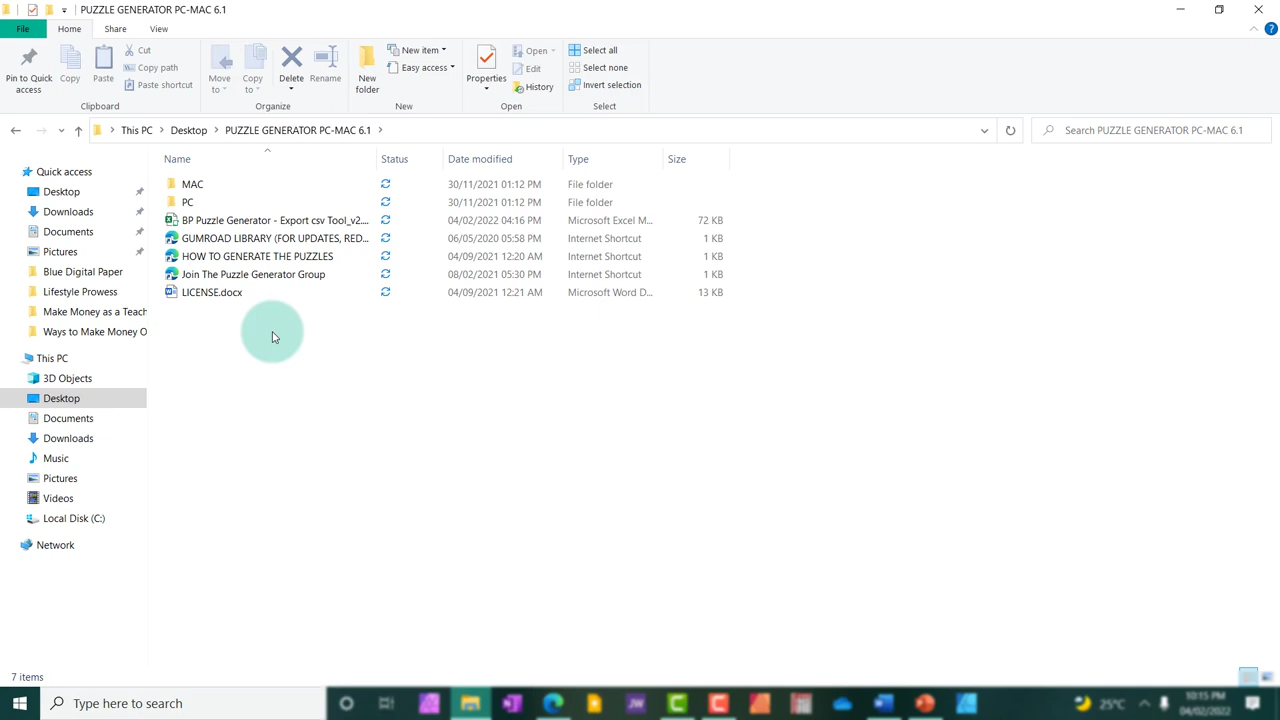 PUZZLE GENERATOR PC-MAC 6.1
File Home Share View
Pin to Quick access
Copy
Paste
Cut
Copy path
Paste shortcut
Move to
Copy to
Delete
Rename
New folder
New item
Easy access
Properties
Open
Edit
History
Select all
Select none
Invert selection
Clipboard Organize New Open Select
This PC > Desktop > PUZZLE GENERATOR PC-MAC 6.1 >
Search PUZZLE GENERATOR PC-MAC 6.1
Name Status Date modified Type Size
MAC 30/11/2021 01:12 PM File folder
PC 30/11/2021 01:12 PM File folder
BP Puzzle Generator - Export csv Tool_v2.... 04/02/2022 04:16 PM Microsoft Excel M... 72 KB
GUMROAD LIBRARY (FOR UPDATES, RED... 06/05/2020 05:58 PM Internet Shortcut 1 KB
HOW TO GENERATE THE PUZZLES 04/09/2021 12:20 AM Internet Shortcut 1 KB
Join The Puzzle Generator Group 08/02/2021 05:30 PM Internet Shortcut 1 KB
LICENSE.docx 04/09/2021 12:21 AM Microsoft Word D... 13 KB
Quick access
Desktop
Downloads
Documents
Pictures
Blue Digital Paper
Lifestyle Prowess
Make Money as a Teach
Ways to Make Money O
This PC
3D Objects
Desktop
Documents
Downloads
Music
Pictures
Videos
Local Disk (C:)
Network
7 items
Type here to search
25°C
10:15 PM
04/02/2022